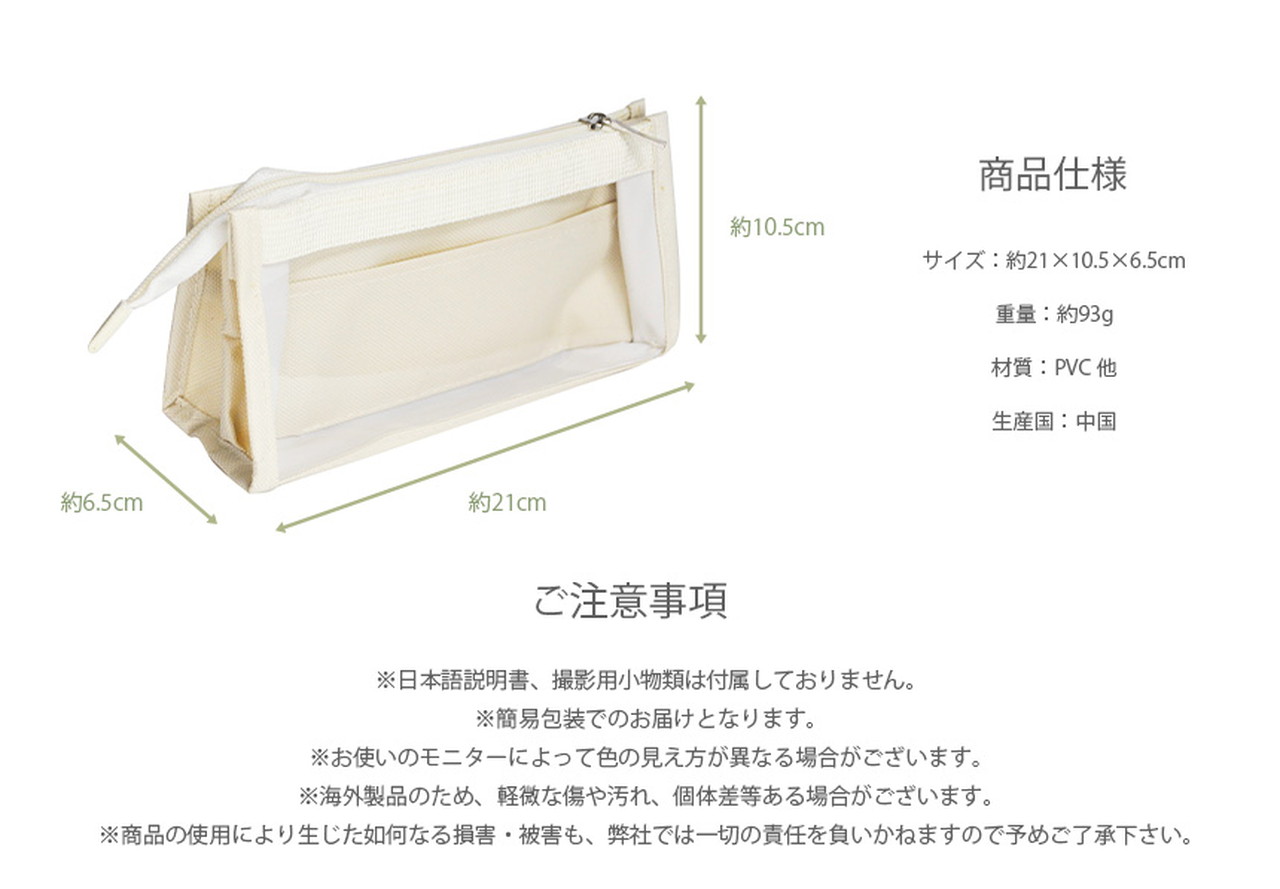 商品仕様
約10.5cm
サイズ：約21×10.5×6.5cm
重量：約93g
材質：PVC 他
生産国：中国
約6.5cm
約21cm
ご注意事項
※日本語説明書、撮影用小物類は付属しておりません。
※簡易包装でのお届けとなります。
※お使いのモニターによって色の見え方が異なる場合がございます。
※海外製品のため、軽微な傷や汚れ、個体差等ある場合がございます。
※商品の使用により生じた如何なる損害・被害も、弊社では一切の責任を負いかねますので予めご了承下さい。